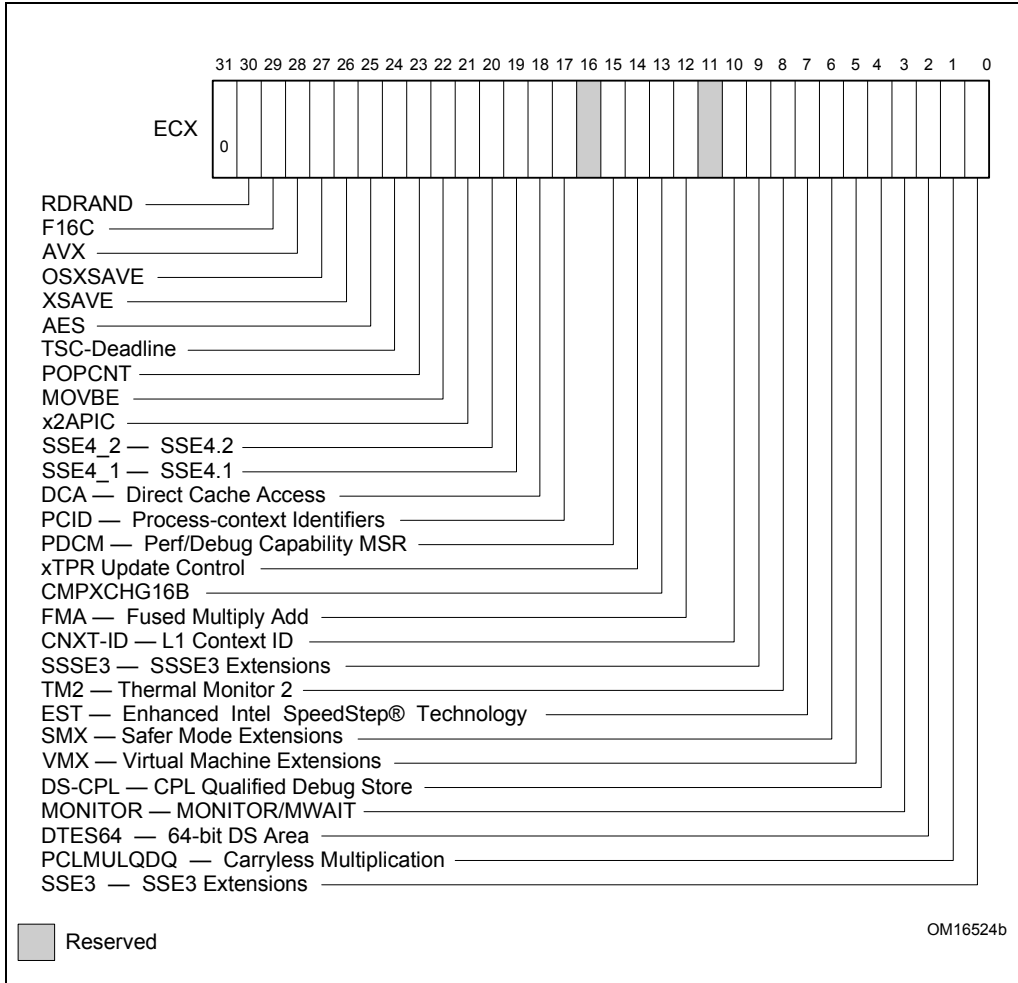 31 30 29 28 27 26 25 24 23 22 21 20 19 18 17 16 15 14 13 12 11 10 9 8 7 6 5 4 3 2 1 0
ECX
0
RDRAND
F16C
AVX
OSXSAVE
XSAVE
AES
TSC-Deadline
POPCNT
MOVBE
x2APIC
SSE4_2 — SSE4.2
SSE4_1 — SSE4.1
DCA — Direct Cache Access
PCID — Process-context Identifiers
PDCM — Perf/Debug Capability MSR
xTPR Update Control
CMPXCHG16B
FMA — Fused Multiply Add
CNXT-ID — L1 Context ID
SSSE3 — SSSE3 Extensions
TM2 — Thermal Monitor 2
EST — Enhanced Intel SpeedStep® Technology
SMX — Safer Mode Extensions
VMX — Virtual Machine Extensions
DS-CPL — CPL Qualified Debug Store
MONITOR — MONITOR/MWAIT
DTES64 — 64-bit DS Area
PCLMULQDQ — Carryless Multiplication
SSE3 — SSE3 Extensions
Reserved
OM16524b